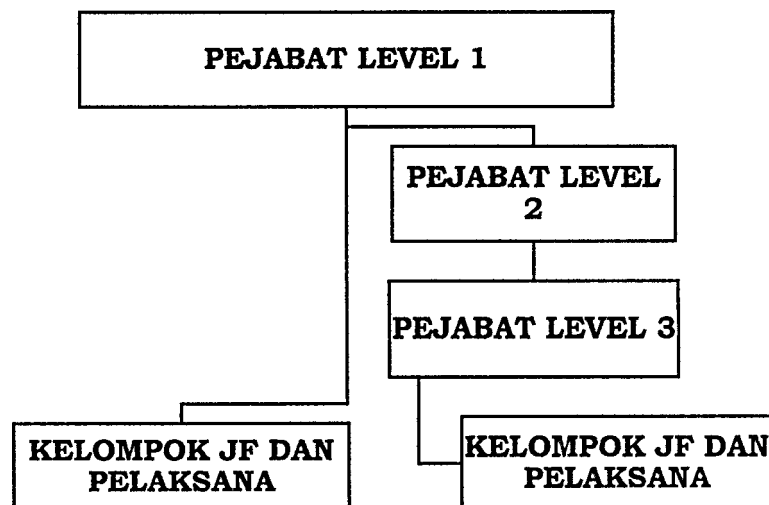 PEJABAT LEVEL 1
PEJABAT LEVEL
2
PEJABAT LEVEL 3
KELOMPOK JF DAN
PELAKSANA
KELOMPOK JF DAN
PELAKSANA